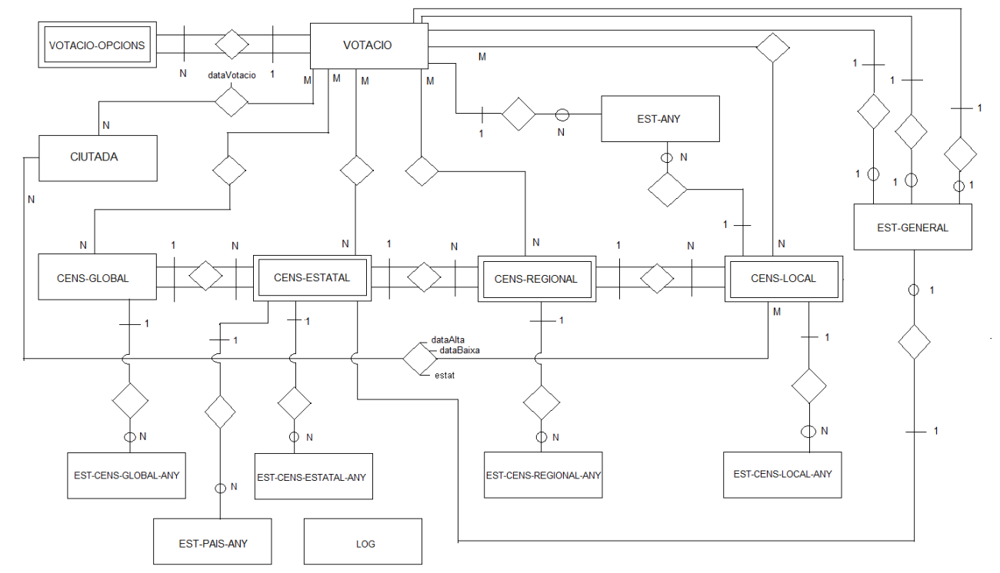 VOTACIO-OPCIONS
VOTACIO
N
dataVotacio
1
M
M
M
M
M
1
1
1
N
1
N
EST-ANY
CIUTADA
N
N
1
1
1
1
1
N
1
EST-GENERAL
N
1
N
N
1
N
N
1
N
N
CENS-GLOBAL
CENS-ESTATAL
CENS-REGIONAL
CENS-LOCAL
1
M
1
1
1
1
1
dataAlta
dataBaixa
estat
1
N
N
N
N
EST-CENS-GLOBAL-ANY
EST-CENS-ESTATAL-ANY
EST-CENS-REGIONAL-ANY
EST-CENS-LOCAL-ANY
N
EST-PAIS-ANY
LOG